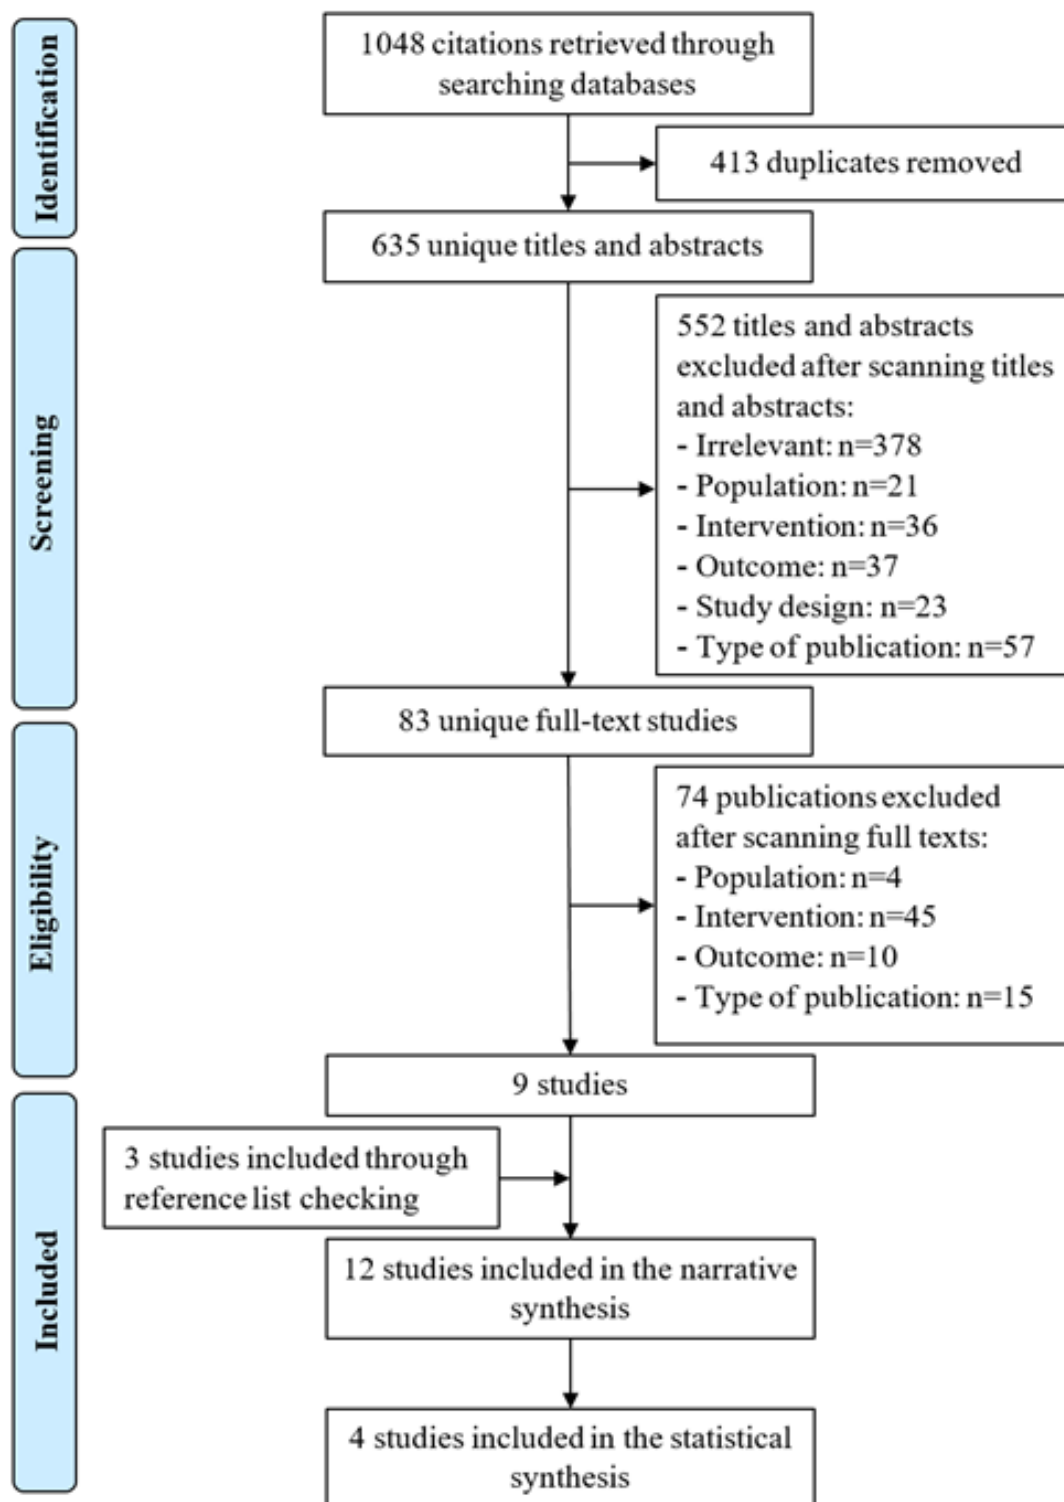 Identification
1048 citations retrieved through
searching databases
413 duplicates removed
635 unique titles and abstracts
Screening
552 titles and abstracts
excluded after scanning titles
and abstracts:
- Irrelevant: n=378
- Population: n=21
- Intervention: n=36
- Outcome: n=37
- Study design: n=23
- Type of publication: n=57
83 unique full-text studies
Eligibility
74 publications excluded
after scanning full texts:
- Population: n=4
- Intervention: n=45
- Outcome: n=10
- Type of publication: n=15
9 studies
Included
3 studies included through
reference list checking
12 studies included in the narrative
synthesis
4 studies included in the statistical
synthesis